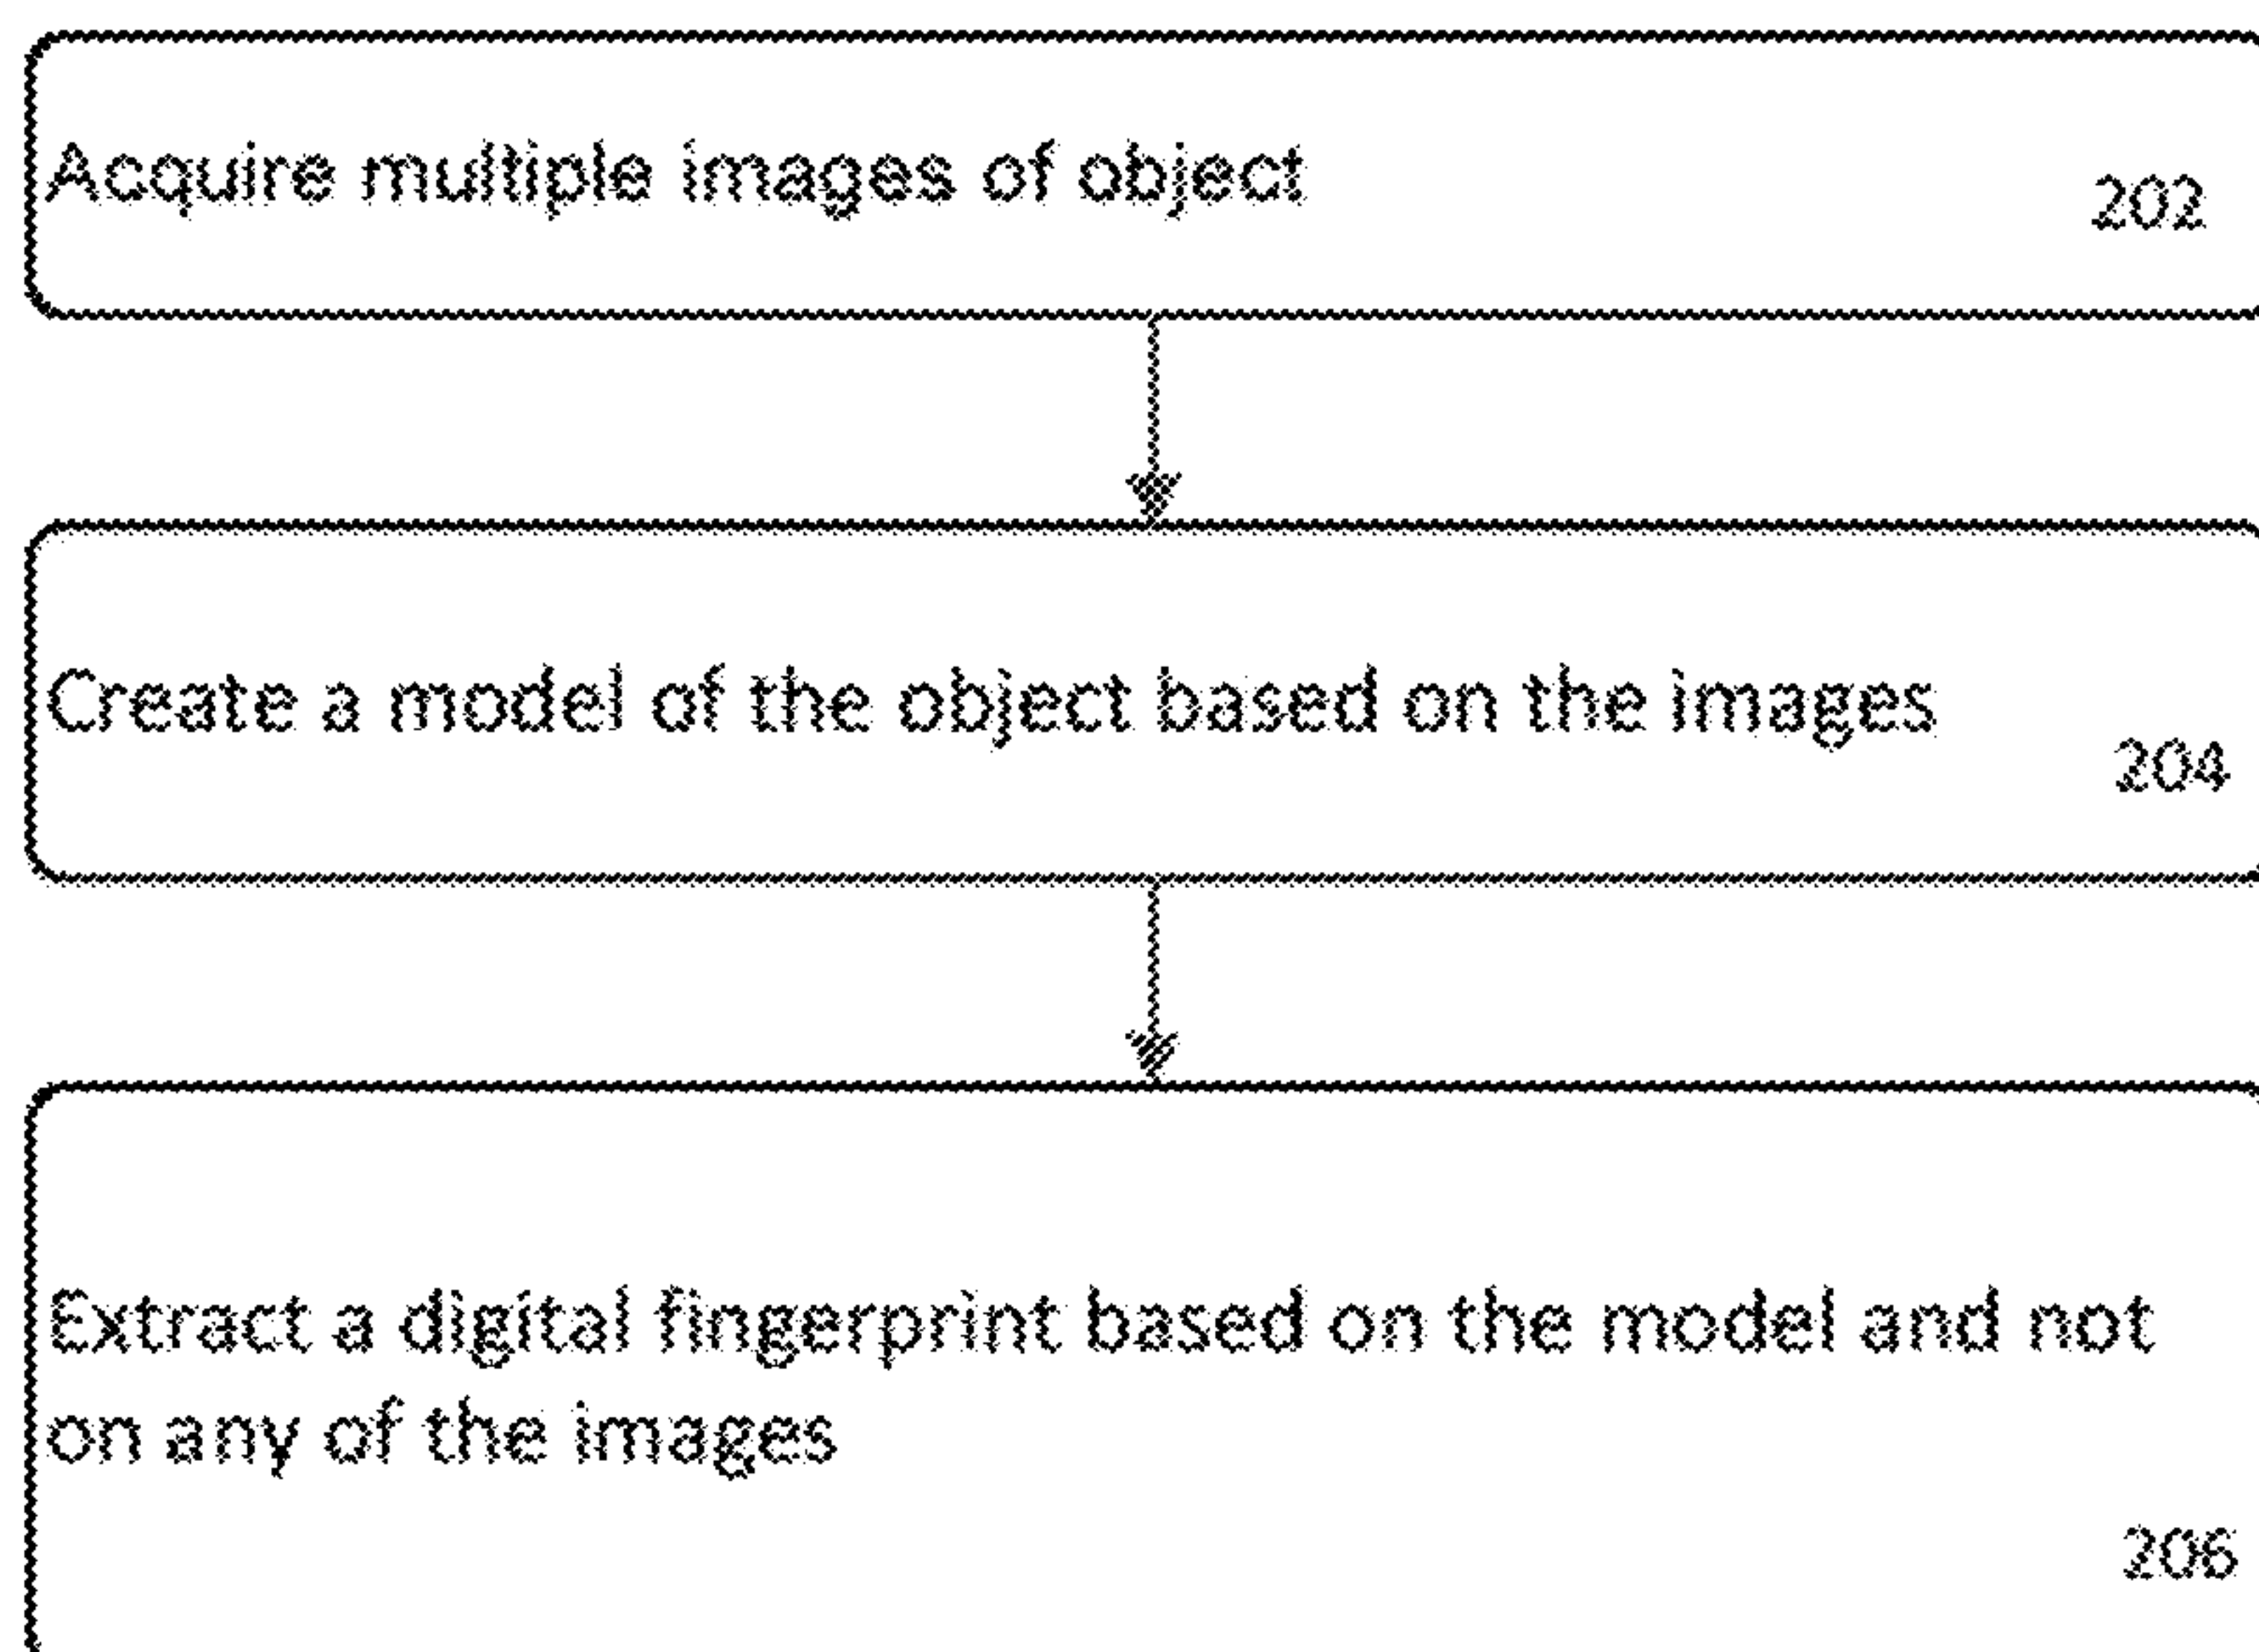 Acquire multiple images of object
202
Create a model of the object based on the images
204
Extract a digital fingerprint based on the model and not
on any of the images
206